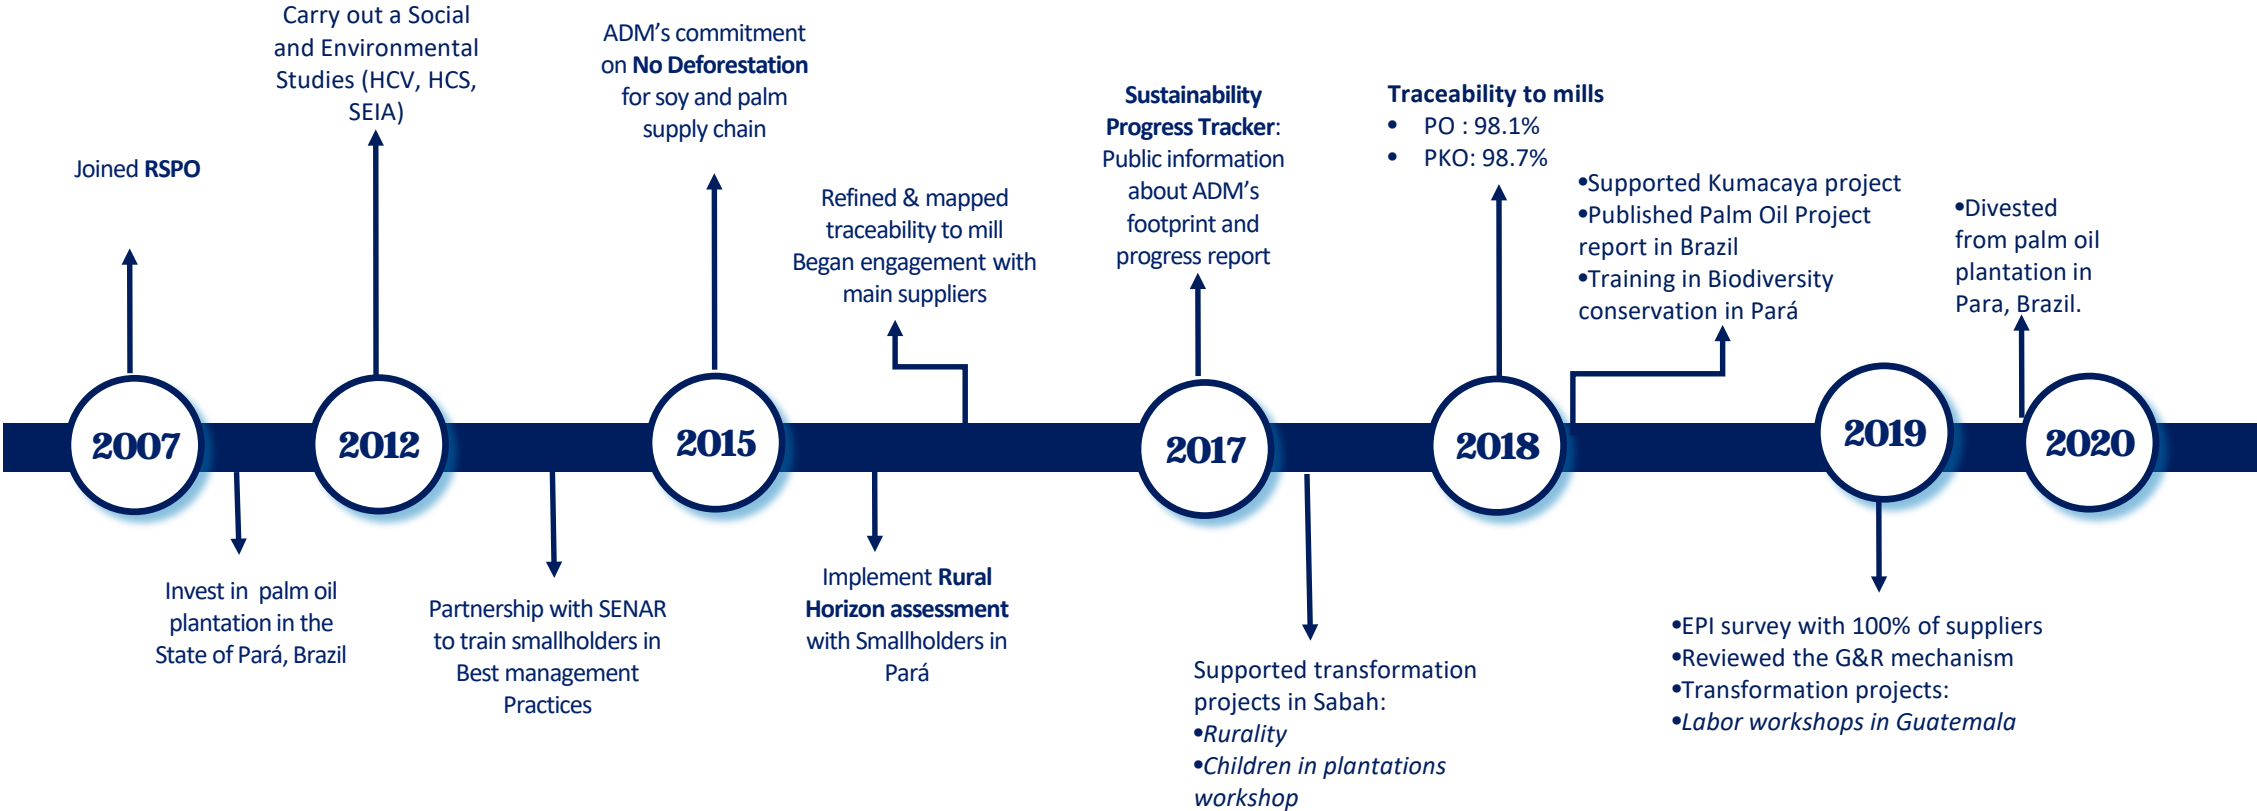 Joined RSPO
Carry out a Social
and Environmental
Studies (HCV, HCS,
SEIA)
ADM's commitment
on No Deforestation
for soy and palm
supply chain
Refined & mapped
traceability to mill
Began engagement with
main suppliers
Sustainability
Progress Tracker:
Public information
about ADM's
footprint and
progress report
Traceability to mills
• PO : 98.1%
• PKO: 98.7%
•Supported Kumacaya project
•Published Palm Oil Project
report in Brazil
•Training in Biodiversity
conservation in Pará
•Divested
from palm oil
plantation in
Para, Brazil.
2007
2012
2015
2017
2018
2019
2020
Invest in palm oil
plantation in the
State of Pará, Brazil
Partnership with SENAR
to train smallholders in
Best management
Practices
Implement Rural
Horizon assessment
with Smallholders in
Pará
Supported transformation
projects in Sabah:
•Rurality
•Children in plantations
workshop
•EPI survey with 100% of suppliers
•Reviewed the G&R mechanism
•Transformation projects:
•Labor workshops in Guatemala